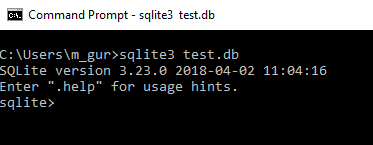 Command Prompt - sqlite3 test.db
C:\Users\m_gur>sqlite3 test.db
SQLite version 3.23.0 2018-04-02 11:04:16
Enter ".help" for usage hints.
sqlite>